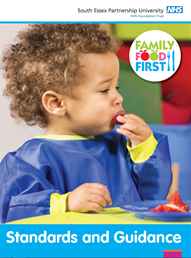 South Essex Partnership University NHS
NHS Foundation Trust
FAMILY
FOOD
FIRST
Standards and Guidance